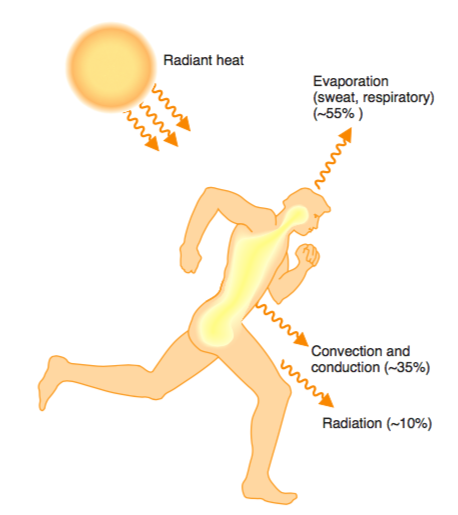 Radiant heat
Evaporation
(sweat, respiratory)
(~55% )
Convection and
conduction (~35%)
Radiation (~10%)